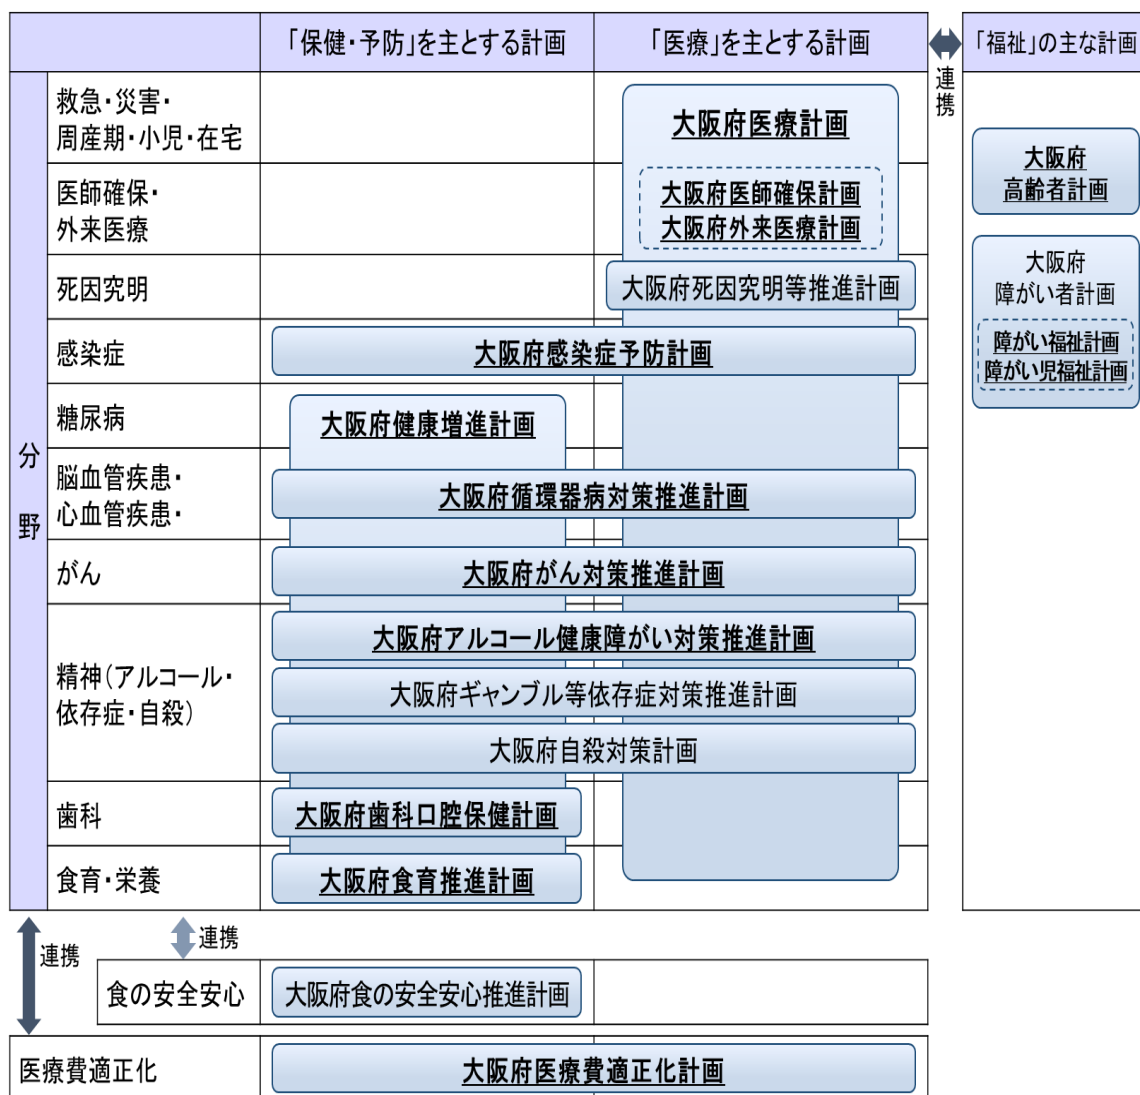 「保健・予防」を主とする計画
「医療」を主とする計画
「福祉」の主な計画
連携
分野
救急・災害・
周産期・小児・在宅
大阪府医療計画
大阪府
高齢者計画
医師確保・
外来医療
大阪府医師確保計画
大阪府外来医療計画
大阪府
障がい者計画
障がい福祉計画
障がい児福祉計画
死因究明
大阪府死因究明等推進計画
感染症
大阪府感染症予防計画
糖尿病
大阪府健康増進計画
脳血管疾患・
心血管疾患・
大阪府循環器病対策推進計画
がん
大阪府がん対策推進計画
精神(アルコール・
依存症・自殺)
大阪府アルコール健康障がい対策推進計画
大阪府ギャンブル等依存症対策推進計画
大阪府自殺対策計画
歯科
大阪府歯科口腔保健計画
食育・栄養
大阪府食育推進計画
連携
連携
食の安全安心
大阪府食の安全安心推進計画
医療費適正化
大阪府医療費適正化計画